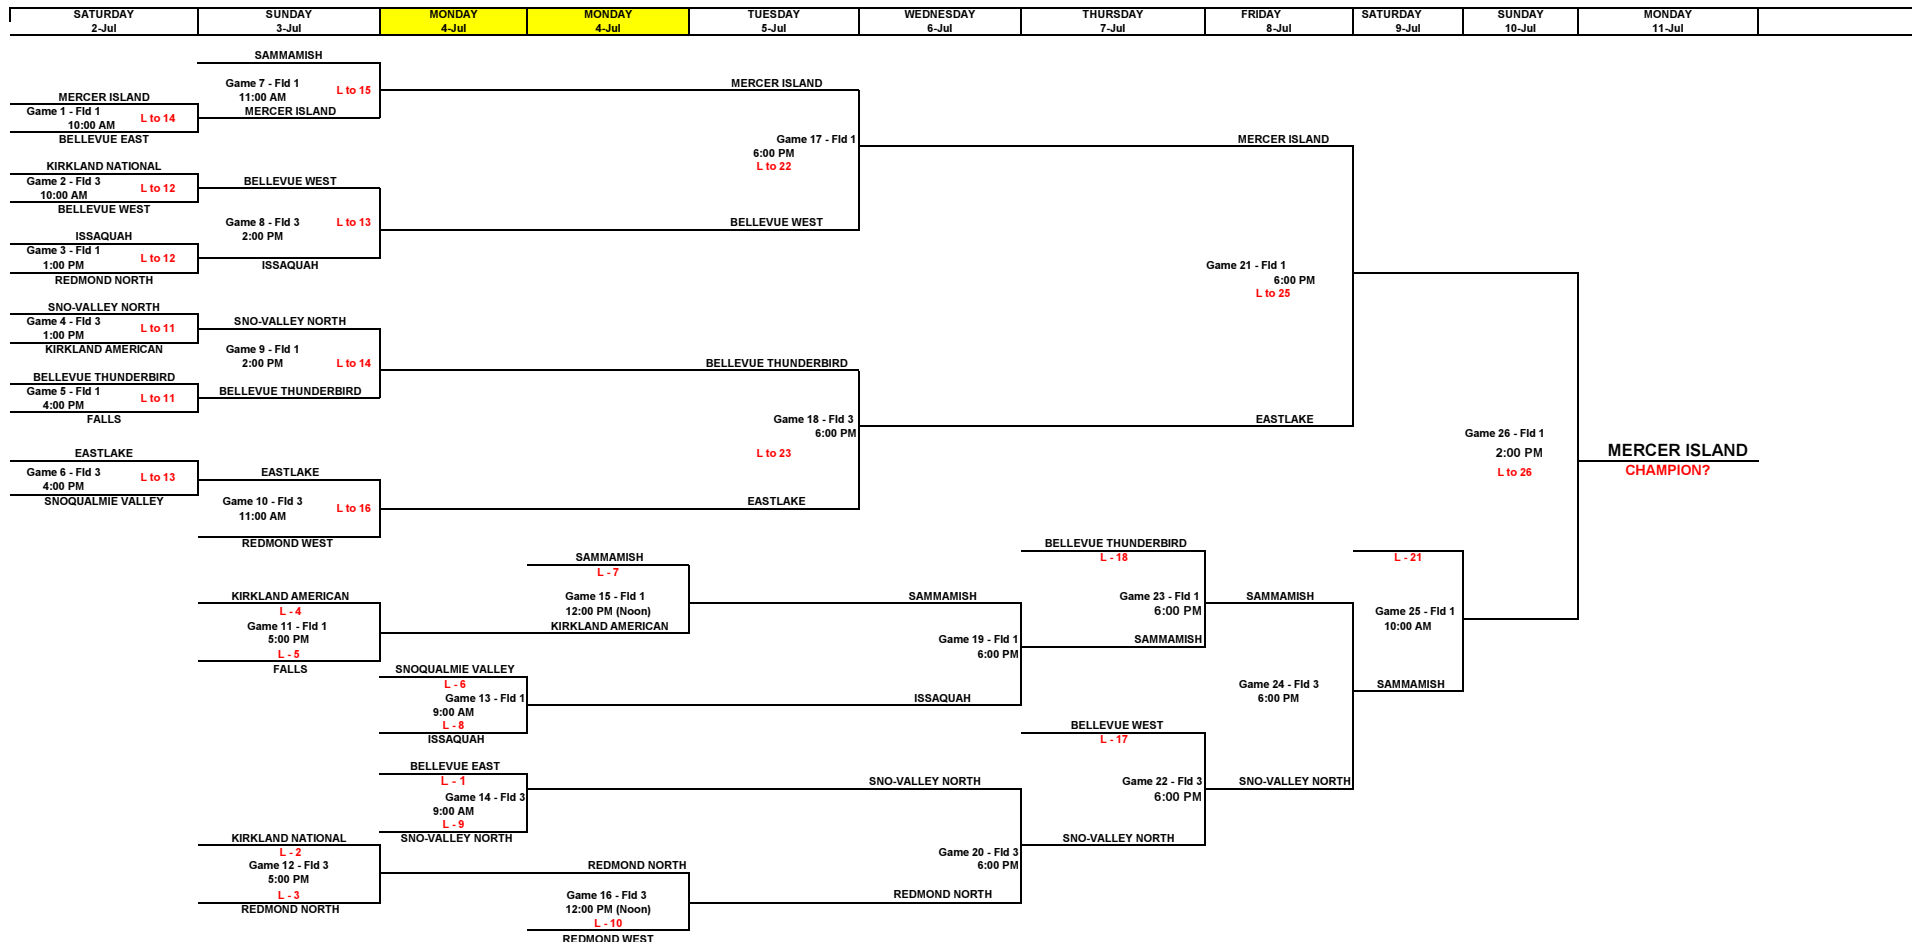 SATURDAY SUNDAY MONDAY MONDAY TUESDAY WEDNESDAY THURSDAY FRIDAY SATURDAY SUNDAY MONDAY
2-Jul 3-Jul 4-Jul 4-Jul 5-Jul 6-Jul 7-Jul 8-Jul 9-Jul 10-Jul 11-Jul
SAMMAMISH
Game 7 - Fld 1 MERCER ISLAND
L to 15
MERCER ISLAND 11:00 AM
Game 1 - Fld 1 MERCER ISLAND
L to 14
10:00 AM
BELLEVUE EAST Game 17 - Fld 1 MERCER ISLAND
6:00 PM
KIRKLAND NATIONAL L to 22
Game 2 - Fld 3 BELLEVUE WEST
L to 12
10:00 AM
BELLEVUE WEST
Game 8 - Fld 3 L to 13 BELLEVUE WEST
ISSAQUAH 2:00 PM
Game 3 - Fld 1
L to 12
1:00 PM ISSAQUAH Game 21 - Fld 1
REDMOND NORTH 6:00 PM
L to 25
SNO-VALLEY NORTH
Game 4 - Fld 3 SNO-VALLEY NORTH
L to 11
1:00 PM
KIRKLAND AMERICAN Game 9 - Fld 1
2:00 PM L to 14 BELLEVUE THUNDERBIRD
BELLEVUE THUNDERBIRD
Game 5 - Fld 1 BELLEVUE THUNDERBIRD
L to 11
4:00 PM
FALLS Game 18 - Fld 3 EASTLAKE
6:00 PM Game 26 - Fld 1
EASTLAKE L to 23 2:00 PM MERCER ISLAND
Game 6 - Fld 3 EASTLAKE L to 26 CHAMPION?
L to 13
4:00 PM
SNOQUALMIE VALLEY Game 10 - Fld 3 EASTLAKE
L to 16
11:00 AM
REDMOND WEST BELLEVUE THUNDERBIRD
SAMMAMISH L - 18 L - 21
L - 7
KIRKLAND AMERICAN Game 15 - Fld 1 SAMMAMISH Game 23 - Fld 1 SAMMAMISH
L - 4 12:00 PM (Noon) 6:00 PM Game 25 - Fld 1
Game 11 - Fld 1 KIRKLAND AMERICAN 10:00 AM
5:00 PM Game 19 - Fld 1 SAMMAMISH
L - 5 6:00 PM
FALLS SNOQUALMIE VALLEY
L - 6 Game 24 - Fld 3 SAMMAMISH
Game 13 - Fld 1 ISSAQUAH 6:00 PM
9:00 AM
L - 8 BELLEVUE WEST
ISSAQUAH L - 17
BELLEVUE EAST
L - 1 SNO-VALLEY NORTH Game 22 - Fld 3 SNO-VALLEY NORTH
Game 14 - Fld 3 6:00 PM
9:00 AM
L - 9
KIRKLAND NATIONAL SNO-VALLEY NORTH SNO-VALLEY NORTH
L - 2 Game 20 - Fld 3
Game 12 - Fld 3 REDMOND NORTH 6:00 PM
5:00 PM
L - 3 Game 16 - Fld 3 REDMOND NORTH
REDMOND NORTH 12:00 PM (Noon)
L - 10
REDMOND WEST